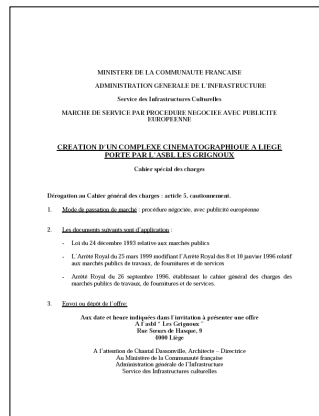 MINISTERE DE LA COMMUNAUTE FRANCAISE
ADMINISTRATION GENERALE DE L'INFRASTRUCTURE
Service des Infrastructures Culturelles
MARCHE DE SERVICE PAR PROCEDURE NEGOCIEE AVEC PUBLICITE
EUROPEENNE
CREATION D'UN COMPLEXE CINEMATOGRAPHIQUE A LIEGE
PORTE PAR L'ASBL LES GRIGNOUX
Cahier spécial des charges
Dérogation au Cahier général des charges : article 5, cautionnement.
1. Mode de passation de marché : procédure négociée, avec publicité européenne
2. Les documents suivants sont d'application :
- Loi du 24 décembre 1993 relative aux marchés publics
- L'Arrêté Royal du 25 mars 1999 modifiant l'Arrêté Royal des 8 et 10 janvier 1996 relatif
aux marchés publics de travaux, de fournitures et de services
- Arrêté Royal du 26 septembre 1996, établissant le cahier général des charges des
marchés publics de travaux, de fournitures et de services.
3. Envoi ou dépôt de l'offre:
Aux date et heure indiquées dans l'invitation à présenter une offre
A l'asbl " Les Grignoux "
Rue Sœurs de Hasque, 9
4000 Liège
A l'attention de Chantal Dassonville, Architecte – Directrice
Au Ministère de la Communauté française
Administration générale de l'Infrastructure
Service des Infrastructures culturelles